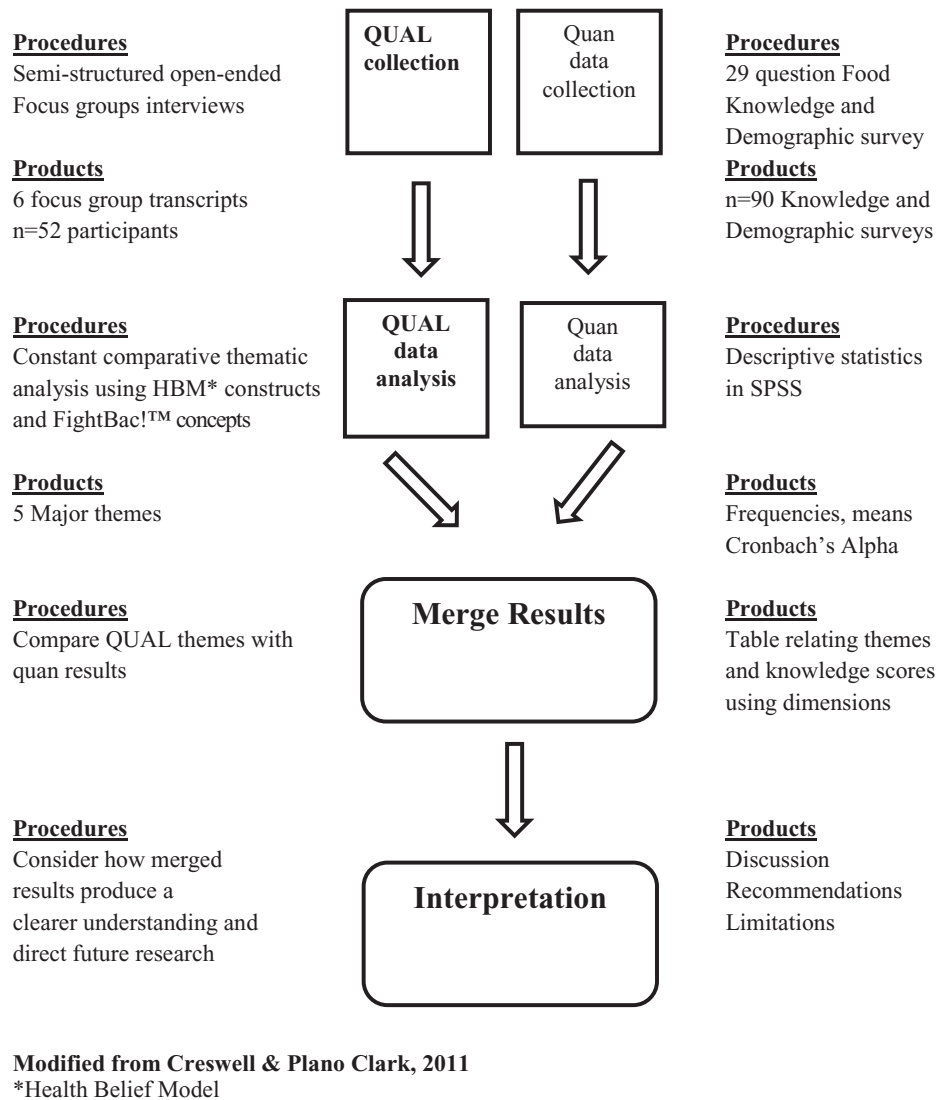 Procedures
Semi-structured open-ended
Focus groups interviews
Products
6 focus group transcripts
n=52 participants
QUAL
collection
Quan
data
collection
Procedures
29 question Food
Knowledge and
Demographic survey
Products
n=90 Knowledge and
Demographic surveys
Procedures
Constant comparative thematic
analysis using HBM* constructs
and FightBac!™ concepts
Products
5 Major themes
QUAL
data
analysis
Quan
data
analysis
Procedures
Descriptive statistics
in SPSS
Products
Frequencies, means
Cronbach’s Alpha
Procedures
Compare QUAL themes with
quan results
Merge Results
Products
Table relating themes
and knowledge scores
using dimensions
Procedures
Consider how merged
results produce a
clearer understanding and
direct future research
Interpretation
Products
Discussion
Recommendations
Limitations
Modified from Creswell & Plano Clark, 2011
*Health Belief Model